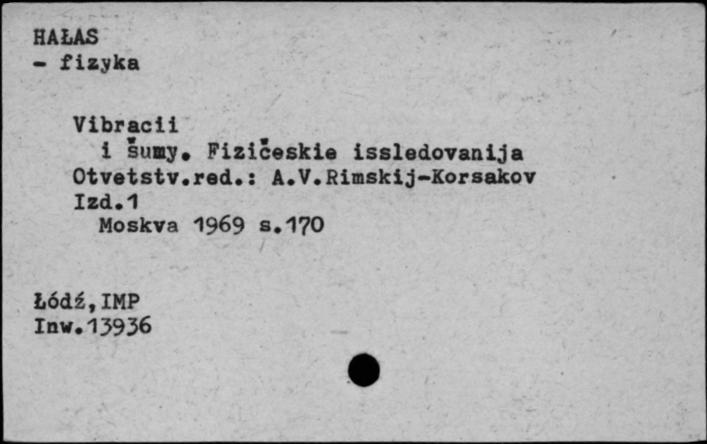 HAŁAS
- fizyka
Vibracii
i šumy. Fizičeskie issledovanija
Otvetstv.red.: A.V.Rimskij-Korsakov
Izd.1
Moskva 1969 s.170
Łódź,IMP
Inw.13936